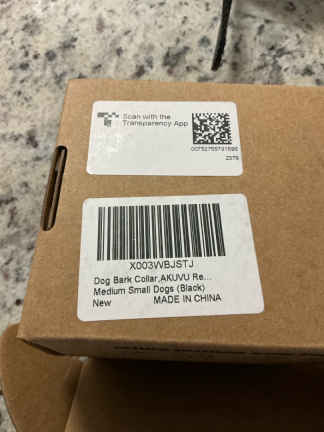 Scan with the
Transparency App
2379
X003WBJSTJ
Dog Bark Collar,AKUVU Re...
Medium Small Dogs (Black)
New MADE IN CHINA